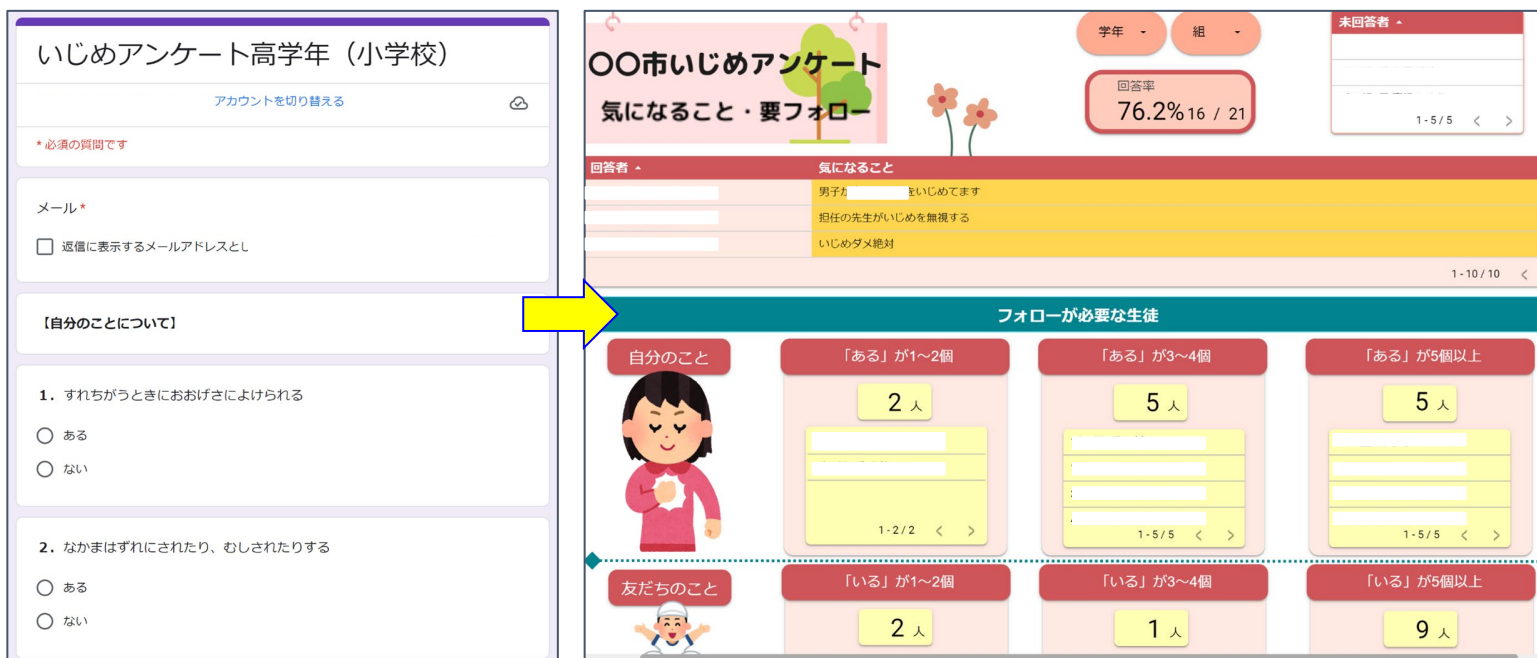 いじめアンケート高学年（小学校）
アカウントを切り替える
* 必須の質問です
メール *
返信に表示するメールアドレスとし
【自分のことについて】
1. すれちがうときにおおげさによけられる
ある
ない
2. なかまはずれにされたり、むしされたりする
ある
ない
〇〇市いじめアンケート
気になること・要フォロー
学年
組
回答率
76.2% 16 / 21
未回答者
1-5/5 < >
回答者 気になること
男子が をいじめてます
担任の先生がいじめを無視する
いじめダメ絶対
1-10/10 <
フォローが必要な生徒
自分のこと
「ある」が1～2個
2人
1-2/2 < >
「ある」が3～4個
5人
1-5/5 < >
「ある」が5個以上
5人
1-5/5 < >
友だちのこと
「いる」が1～2個
2人
「いる」が3～4個
1人
「いる」が5個以上
9人